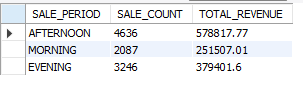 SALE_PERIOD SALE_COUNT TOTAL_REVENUE
AFTERNOON 4636 578817.77
MORNING 2087 251507.01
EVENING 3246 379401.6